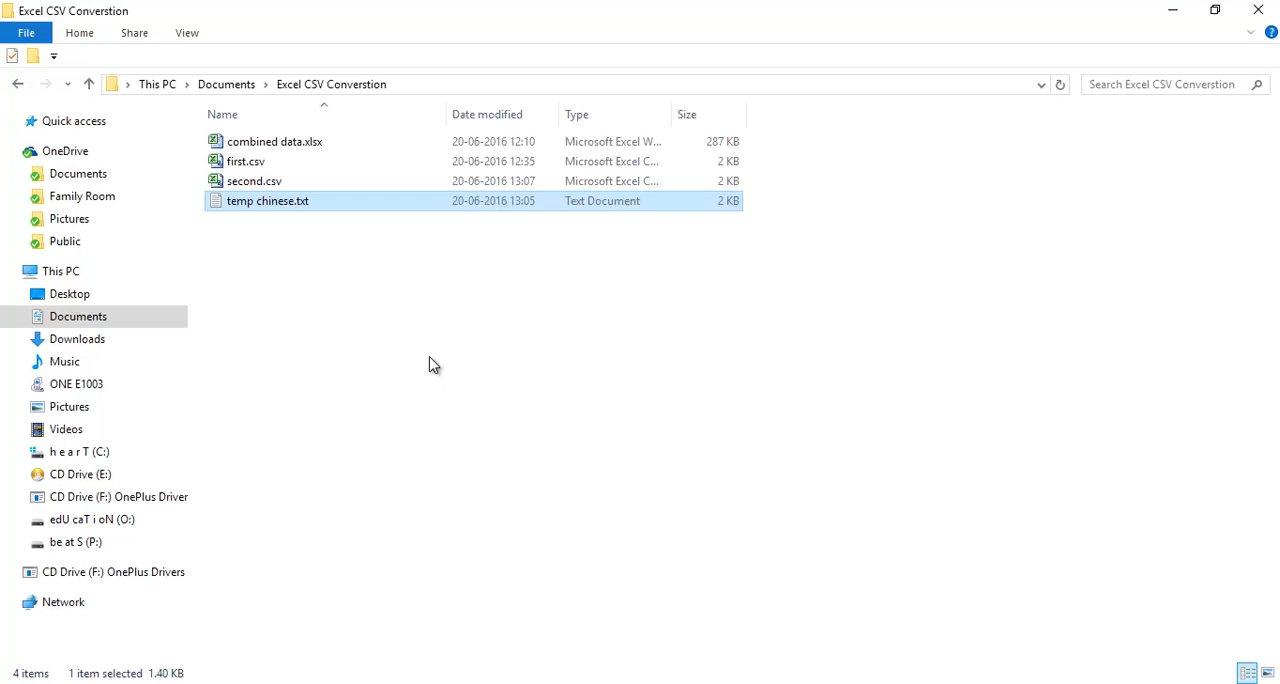 Excel CSV Converstion
File Home Share View
This PC Documents Excel CSV Converstion Search Excel CSV Converstion
Name Date modified Type Size
combined data.xlsx 20-06-2016 12:10 Microsoft Excel W... 287 KB
first.csv 20-06-2016 12:35 Microsoft Excel C... 2 KB
second.csv 20-06-2016 13:07 Microsoft Excel C... 2 KB
temp chinese.txt 20-06-2016 13:05 Text Document 2 KB
Quick access
OneDrive
Documents
Family Room
Pictures
Public
This PC
Desktop
Documents
Downloads
Music
ONE E1003
Pictures
Videos
h e a r T (C:)
CD Drive (E:)
CD Drive (F:) OnePlus Driver
edU caT i oN (O:)
be at S (P:)
CD Drive (F:) OnePlus Drivers
Network
4 items 1 item selected 1.40 KB